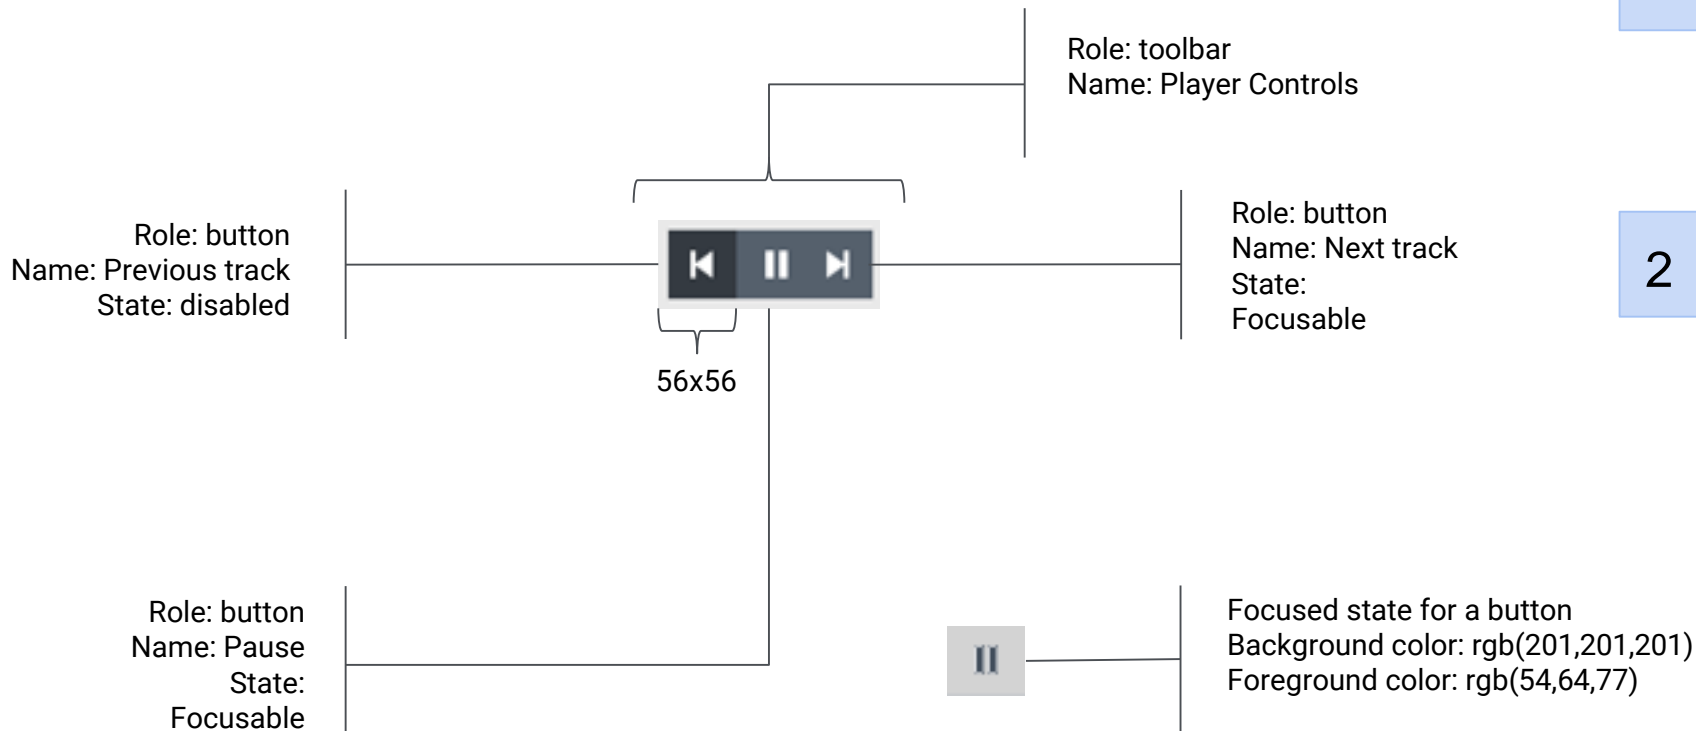 Role: toolbar
Name: Player Controls
Role: button
Name: Previous track
State: disabled
Role: button
Name: Next track
State:
Focusable
2
56x56
Role: button
Name: Pause
State:
Focusable
Focused state for a button
Background color: rgb(201,201,201)
Foreground color: rgb(54,64,77)